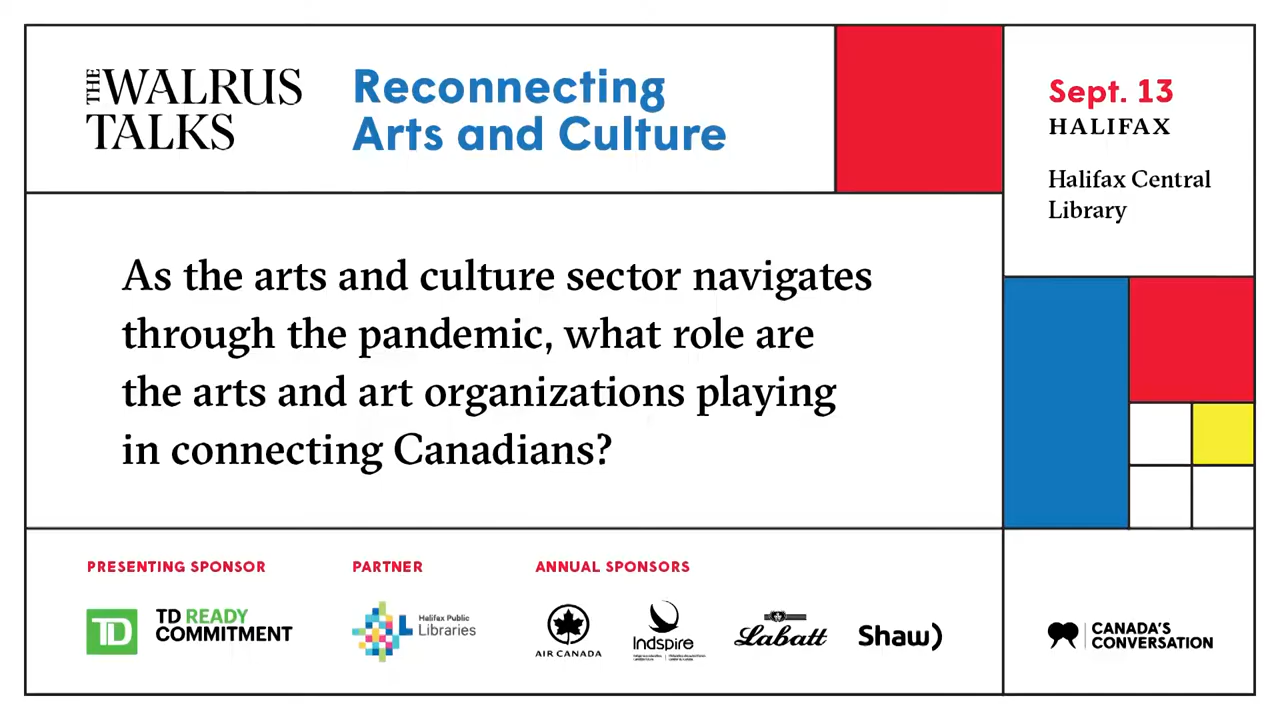 THE WALRUS
TALKS
Reconnecting
Arts and Culture
Sept. 13
HALIFAX
Halifax Central
Library
As the arts and culture sector navigates
through the pandemic, what role are
the arts and art organizations playing
in connecting Canadians?
PRESENTING SPONSOR
TD
TD READY
COMMITMENT
PARTNER
Halifax Public
Libraries
ANNUAL SPONSORS
AIR CANADA
Indspire
Labatt
Shaw)
CANADA'S
CONVERSATION